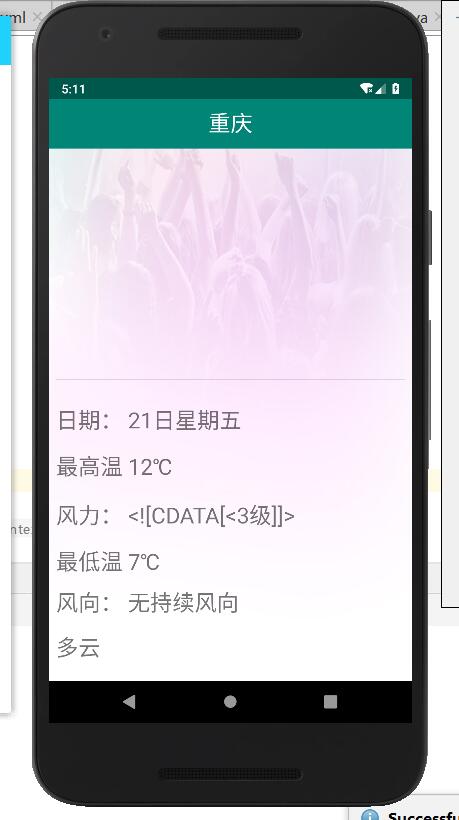 ml
va
5:11
重庆
日期： 21日星期五
最高温 12℃
风力： <![CDATA[<3级]]>
最低温 7℃
风向： 无持续风向
多云
nte
Successfu